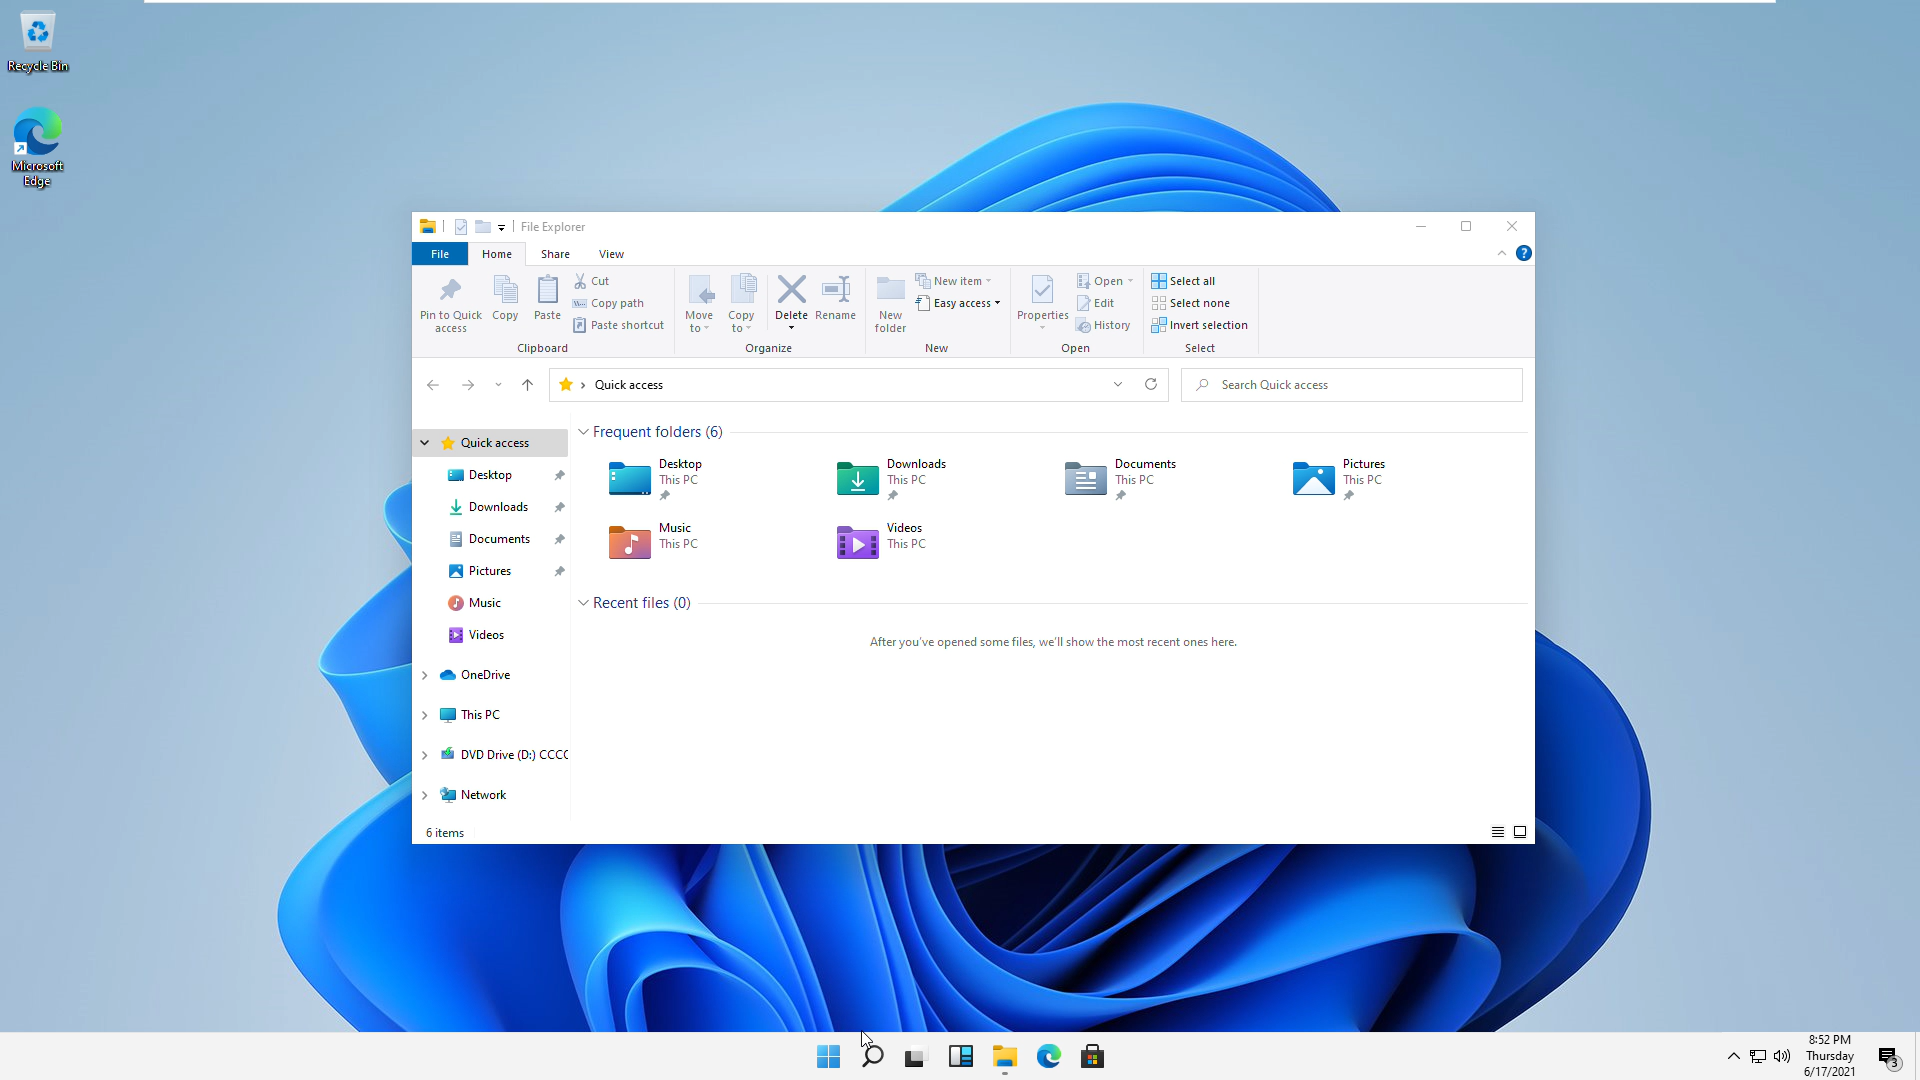 Recycle Bin
Microsoft
Edge
File Explorer
File
Home
Share
View
Pin to Quick
access
Copy
Paste
Cut
Copy path
Paste shortcut
Clipboard
Move
to
Copy
to
Delete
Rename
Organize
New
folder
New item
Easy access
New
Properties
Open
Edit
History
Open
Select all
Select none
Invert selection
Select
Quick access
Search Quick access
Quick access
Desktop
Downloads
Documents
Pictures
Music
Videos
OneDrive
This PC
DVD Drive (D:) CCC
Network
Frequent folders (6)
Desktop
This PC
Downloads
This PC
Documents
This PC
Pictures
This PC
Music
This PC
Videos
This PC
Recent files (0)
After you've opened some files, we'll show the most recent ones here.
6 items
8:52 PM
Thursday
6/17/2021
3